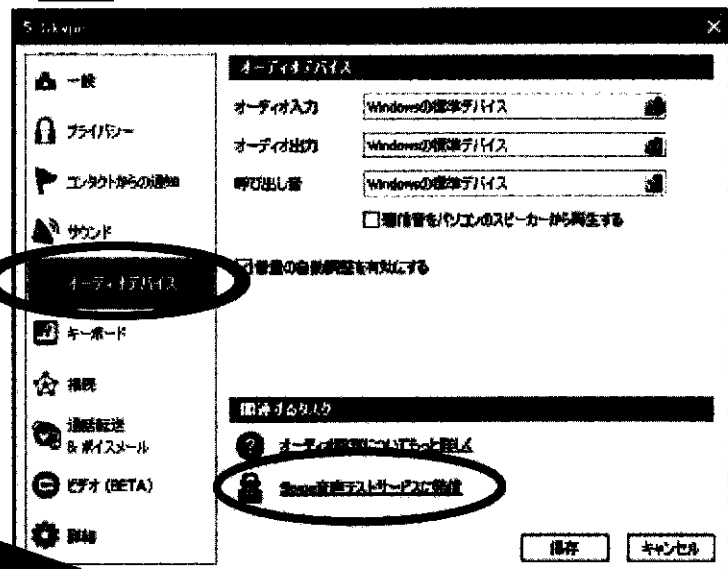 Skype
一般
プライバシー
コンタクトからの通知
サウンド
オーディオデバイス
キーボード
接続
通話転送
& ボイスメール
ビデオ (BETA)
詳細
オーディオデバイス
オーディオ入力
Windowsの標準デバイス
オーディオ出力
Windowsの標準デバイス
呼び出し音
Windowsの標準デバイス
着信音をパソコンのスピーカーから再生する
音量の自動調整を有効にする
関連するタスク
オーディオ設定についてもっと詳しく
Skype音声テストサービスに発信
保存
キャンセル